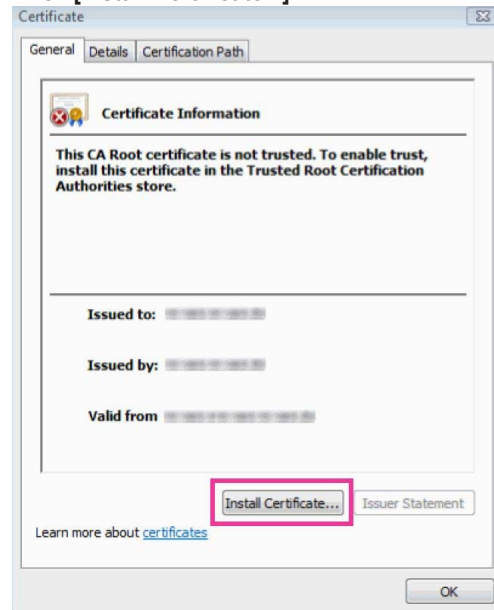 Certificate
General Details Certification Path
Certificate Information
This CA Root certificate is not trusted. To enable trust,
install this certificate in the Trusted Root Certification
Authorities store.
Issued to:
Issued by:
Valid from
Install Certificate... Issuer Statement
Learn more about certificates
OK